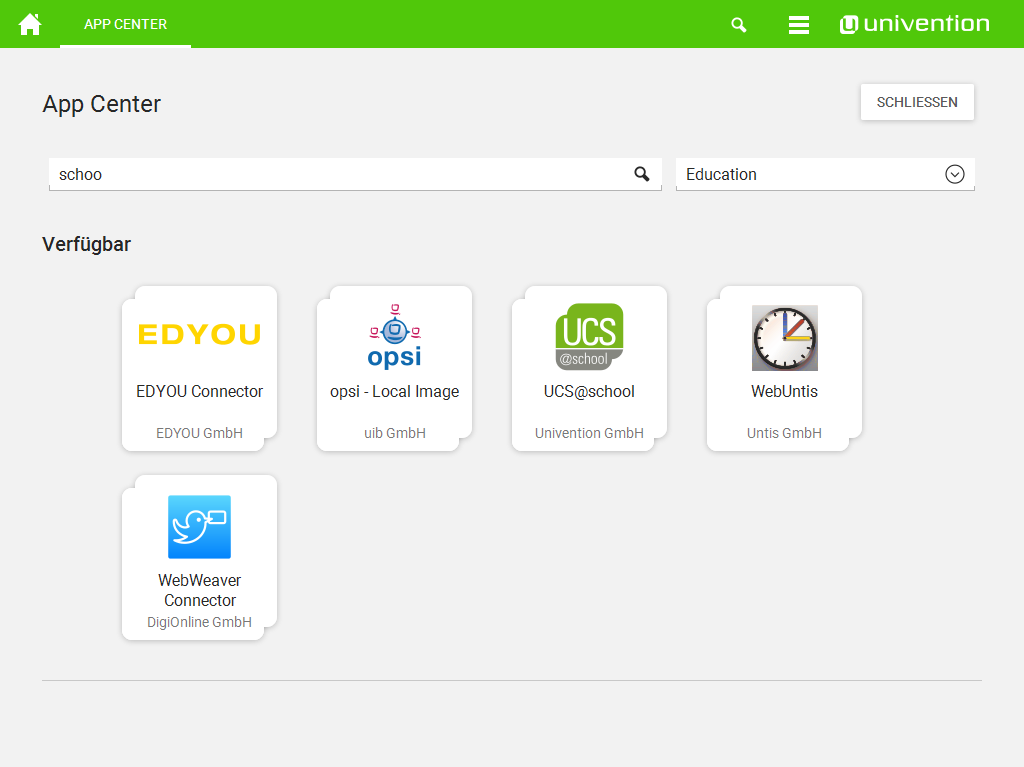 APP CENTER
univention
App Center
SCHLIESSEN
schoo
Education
Verfügbar
EDYOU
opsi
UCS
@school
EDYOU Connector
opsi - Local Image
UCS@school
WebUntis
EDYOU GmbH
uib GmbH
Univention GmbH
Untis GmbH
WebWeaver
Connector
DigiOnline GmbH